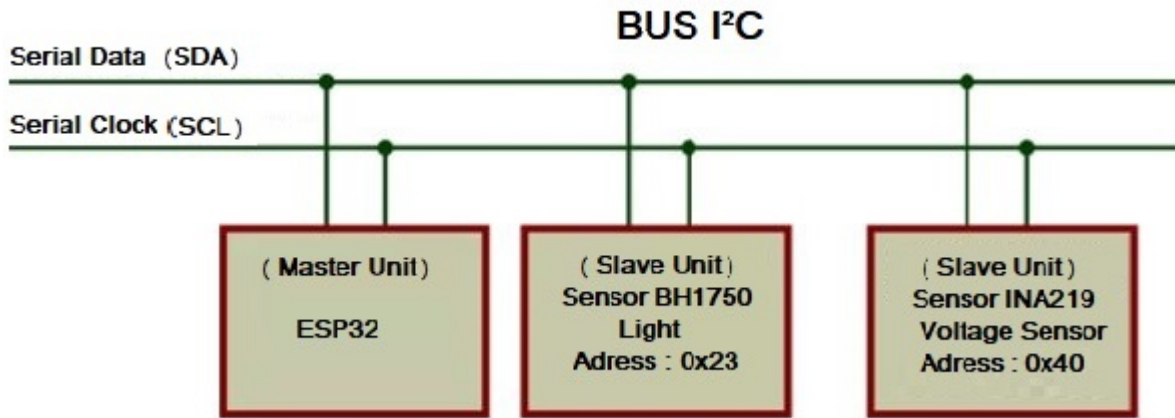 BUS I²C
Serial Data (SDA)
Serial Clock (SCL)
( Master Unit)
ESP32
( Slave Unit)
Sensor BH1750
Light
Adress : 0x23
( Slave Unit)
Sensor INA219
Voltage Sensor
Adress : 0x40